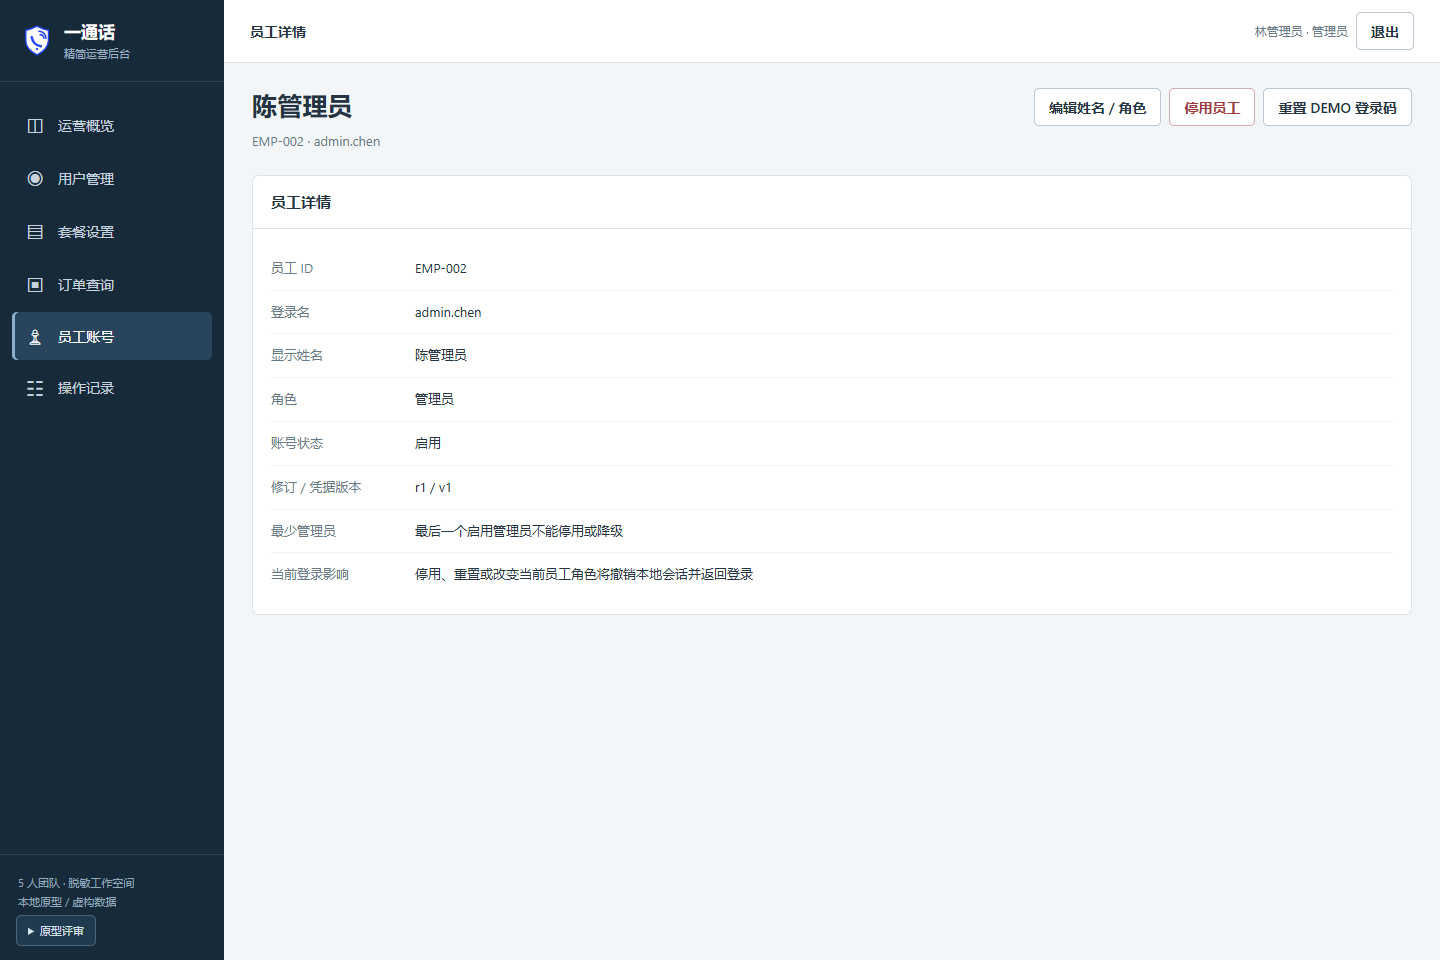 一通话
精简运营后台
运营概览
用户管理
套餐设置
订单查询
员工账号
操作记录
5 人团队 · 脱敏工作空间
本地原型 / 虚构数据
▸ 原型评审
员工详情
林管理员 · 管理员
退出
陈管理员
EMP-002 · admin.chen
编辑姓名 / 角色
停用员工
重置 DEMO 登录码
员工详情
员工 ID EMP-002
登录名 admin.chen
显示姓名 陈管理员
角色 管理员
账号状态 启用
修订 / 凭据版本 r1 / v1
最少管理员 最后一个启用管理员不能停用或降级
当前登录影响 停用、重置或改变当前员工角色将撤销本地会话并返回登录